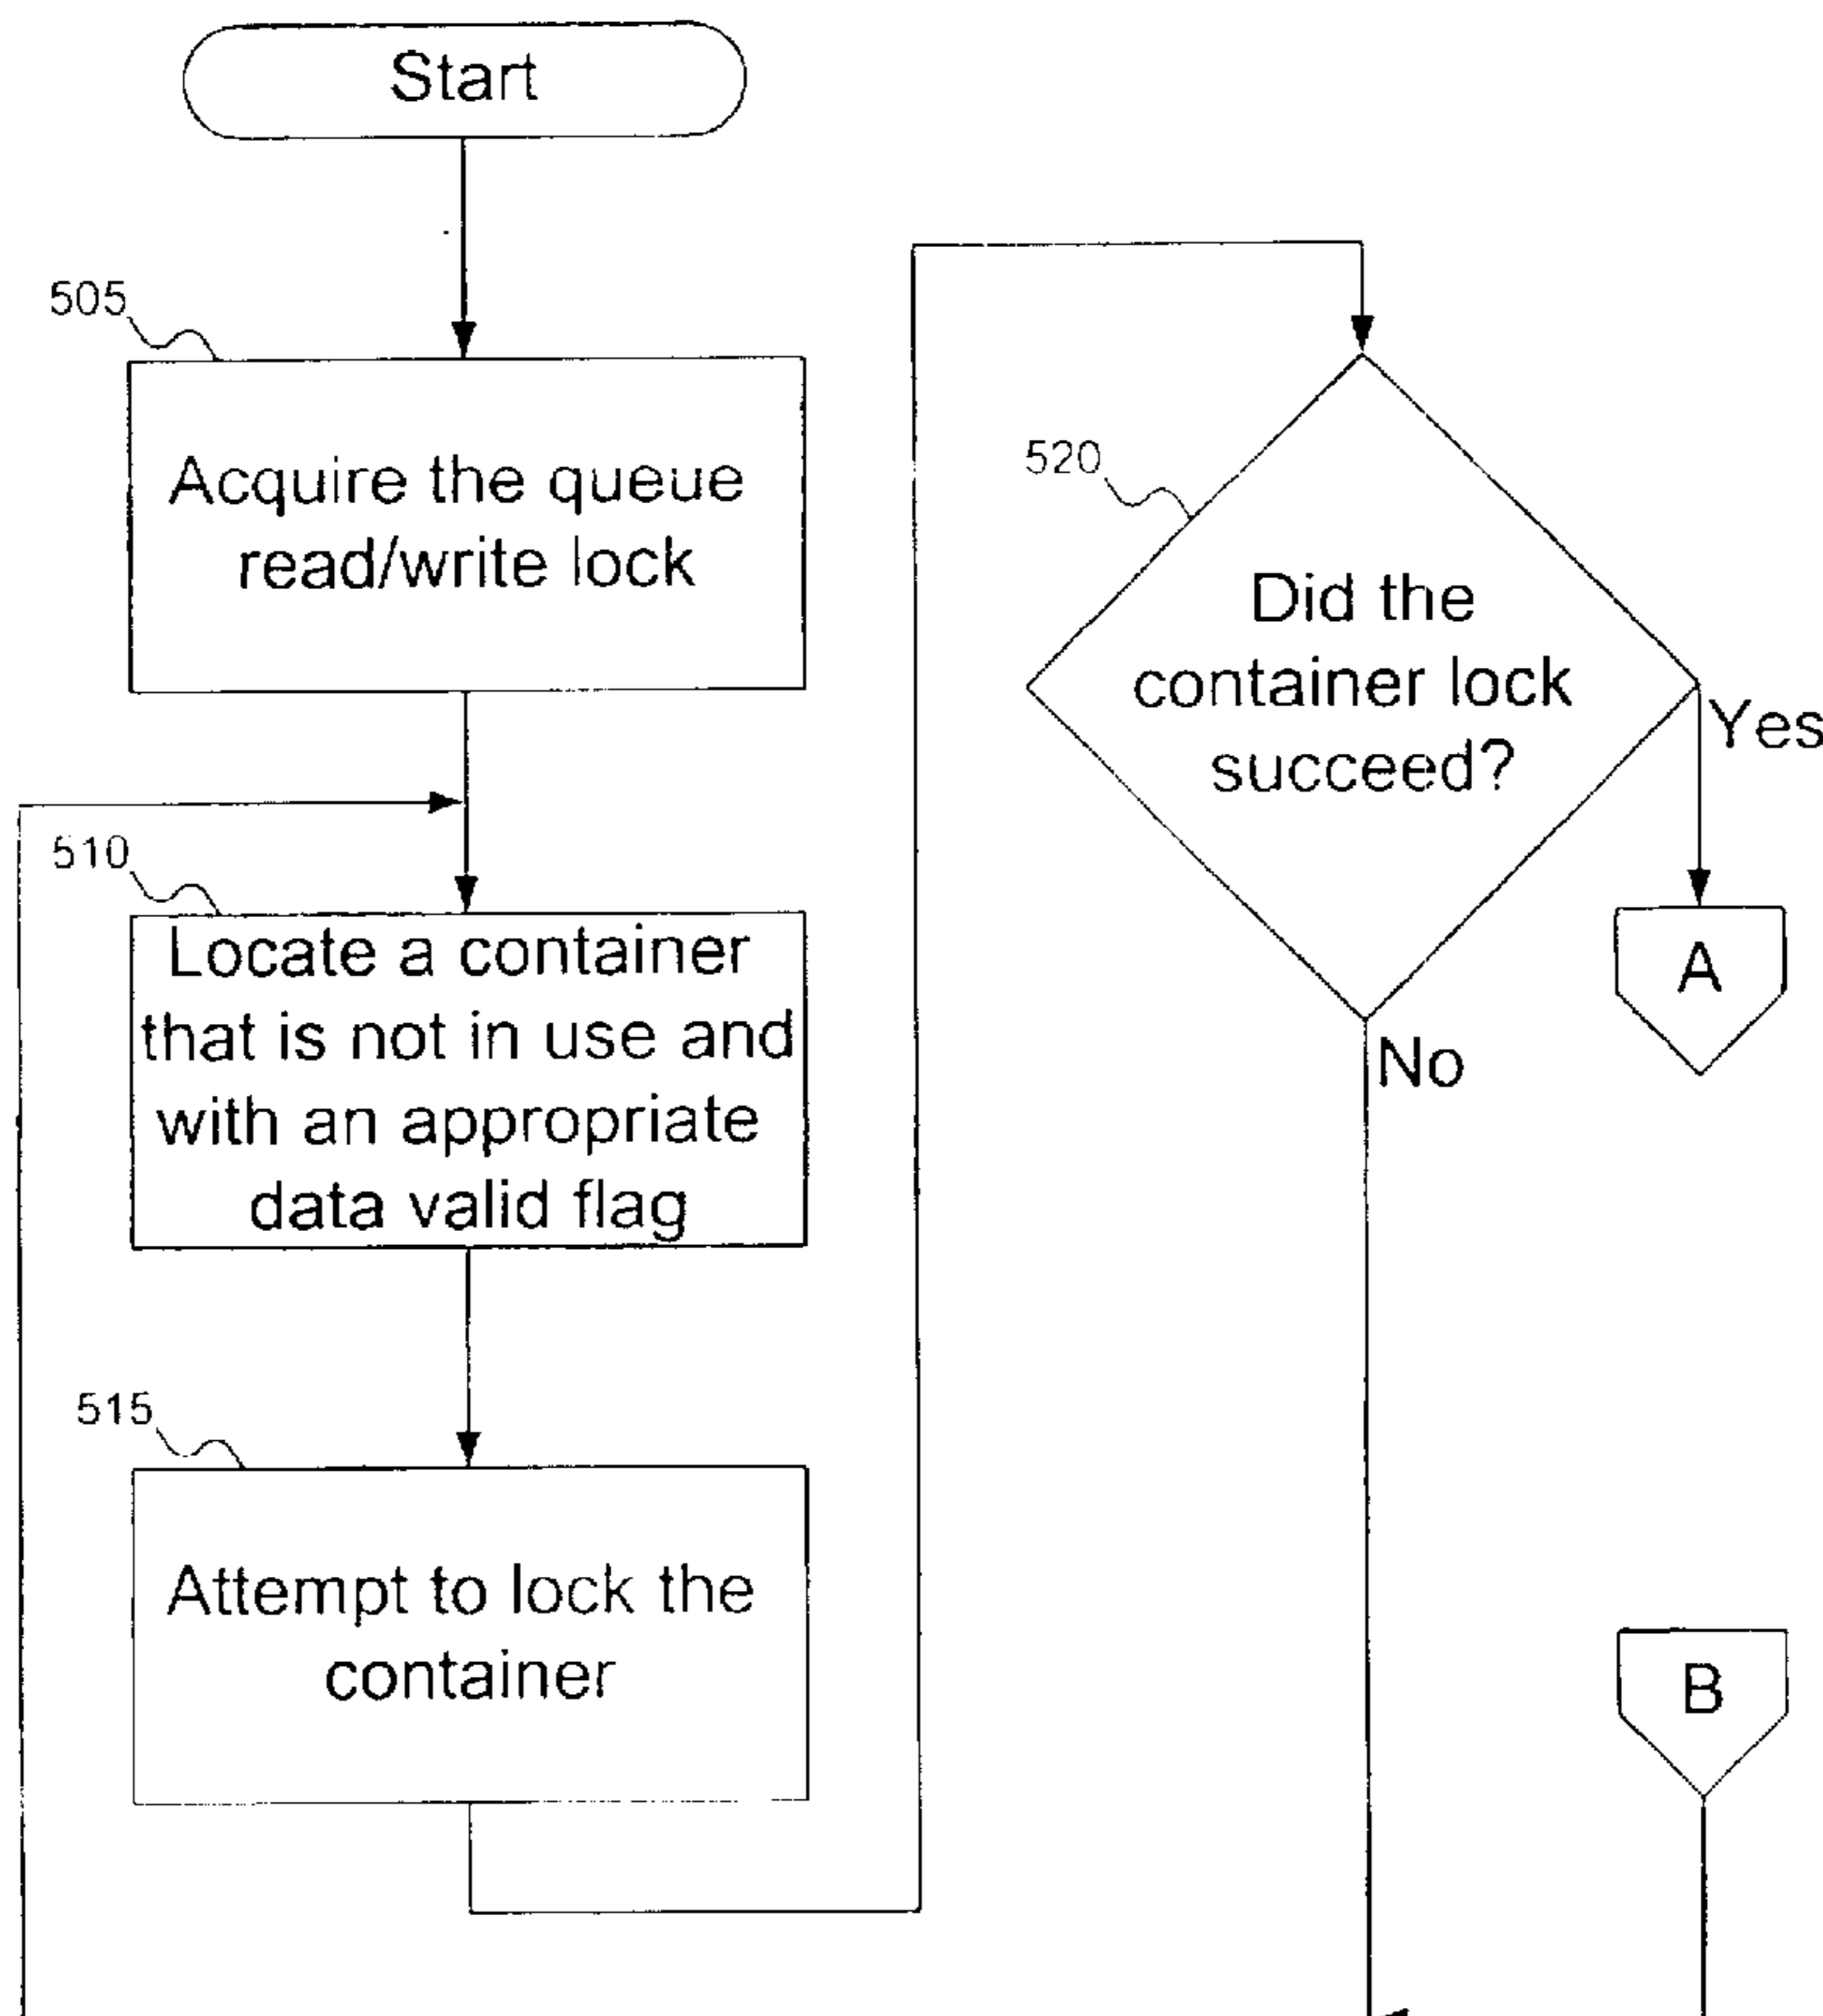 Start
505
Acquire the queue
read/write lock
510
Locate a container
that is not in use and
with an appropriate
data valid flag
515
Attempt to lock the
container
520
Did the
container lock
succeed?
Yes
A
No
B